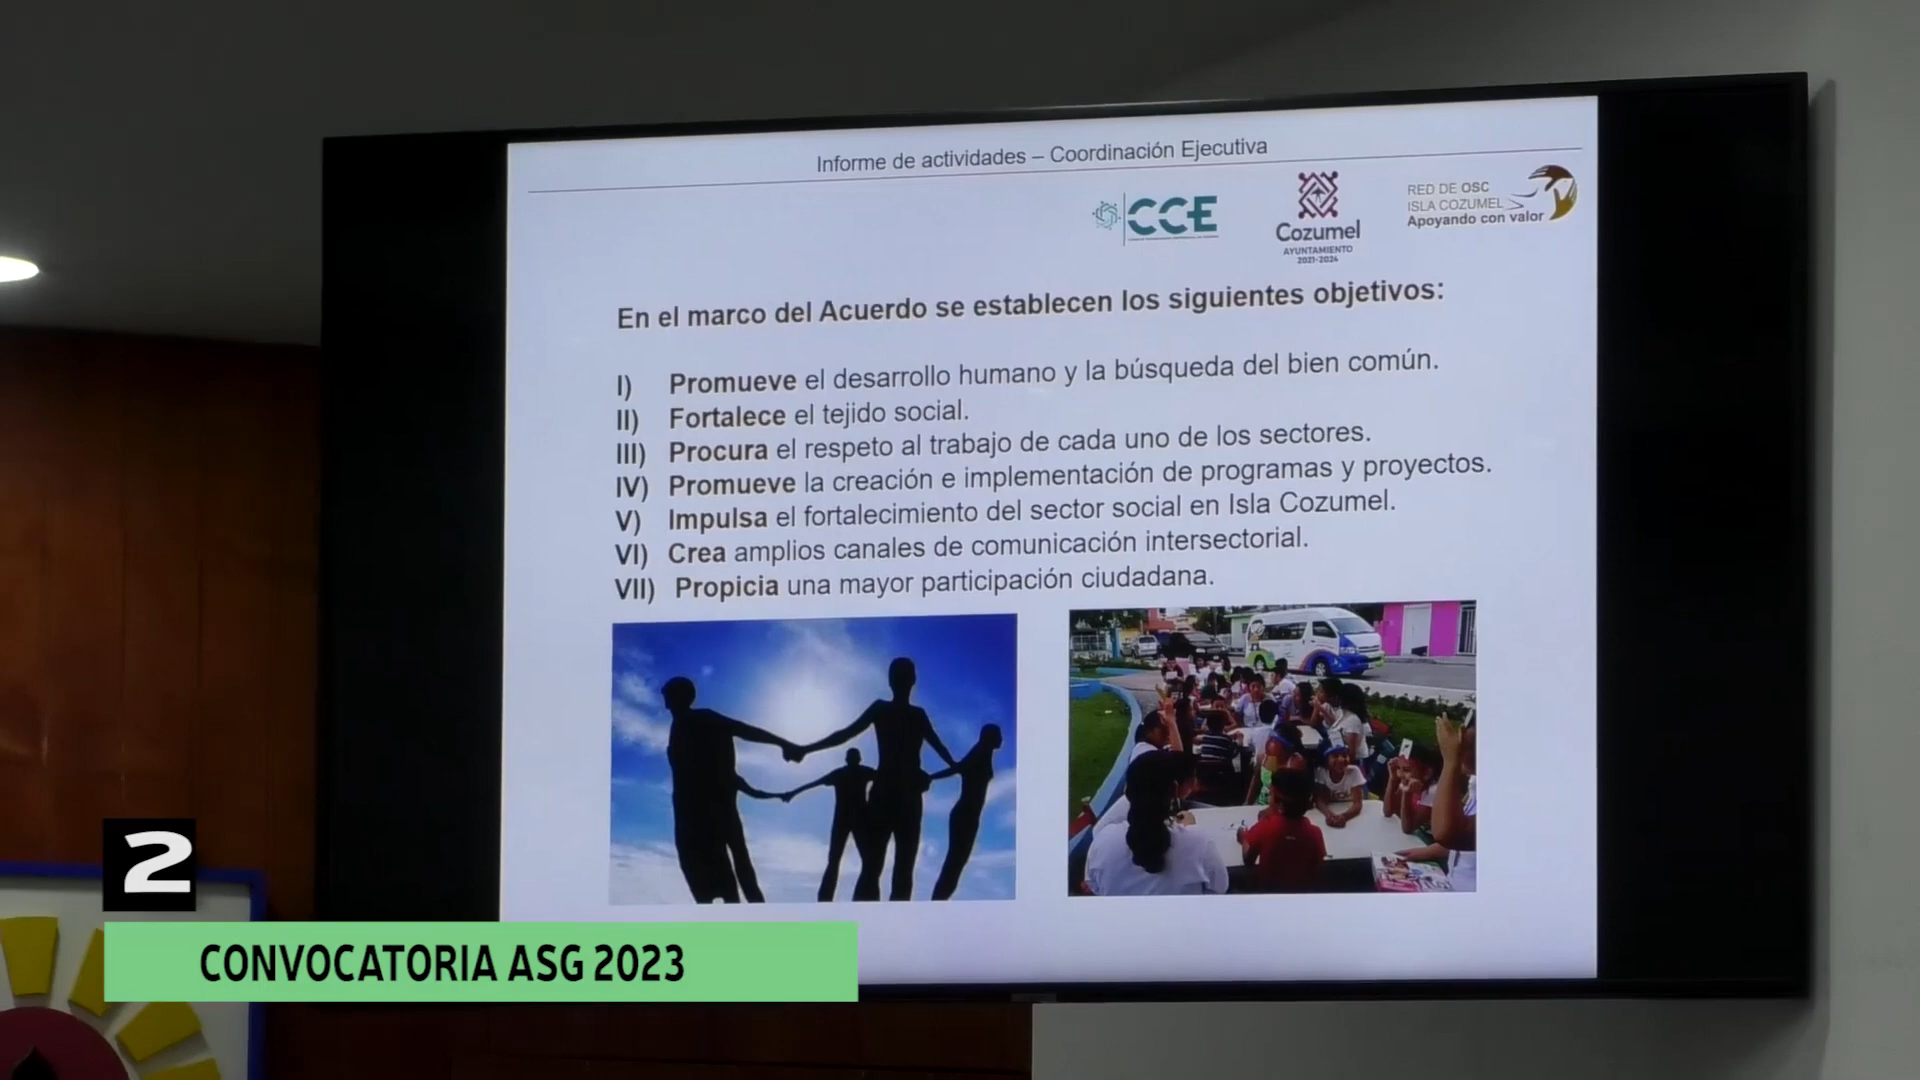 Informe de actividades – Coordinación Ejecutiva
CCE
Cozumel
AYUNTAMIENTO
2021-2024
RED DE OSC
ISLA COZUMEL
Apoyando con valor
En el marco del Acuerdo se establecen los siguientes objetivos:
I) Promueve el desarrollo humano y la búsqueda del bien común.
II) Fortalece el tejido social.
III) Procura el respeto al trabajo de cada uno de los sectores.
IV) Promueve la creación e implementación de programas y proyectos.
V) Impulsa el fortalecimiento del sector social en Isla Cozumel.
VI) Crea amplios canales de comunicación intersectorial.
VII) Propicia una mayor participación ciudadana.
2
CONVOCATORIA ASG 2023